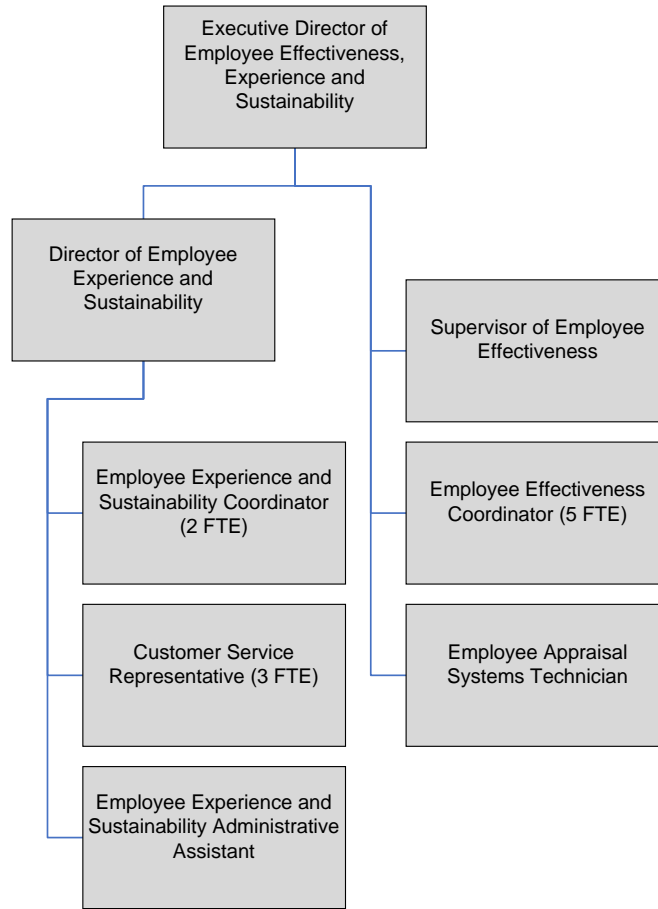 Executive Director of
Employee Effectiveness,
Experience and
Sustainability
Director of Employee
Experience and
Sustainability
Supervisor of Employee
Effectiveness
Employee Experience and
Sustainability Coordinator
(2 FTE)
Employee Effectiveness
Coordinator (5 FTE)
Customer Service
Representative (3 FTE)
Employee Appraisal
Systems Technician
Employee Experience and
Sustainability Administrative
Assistant